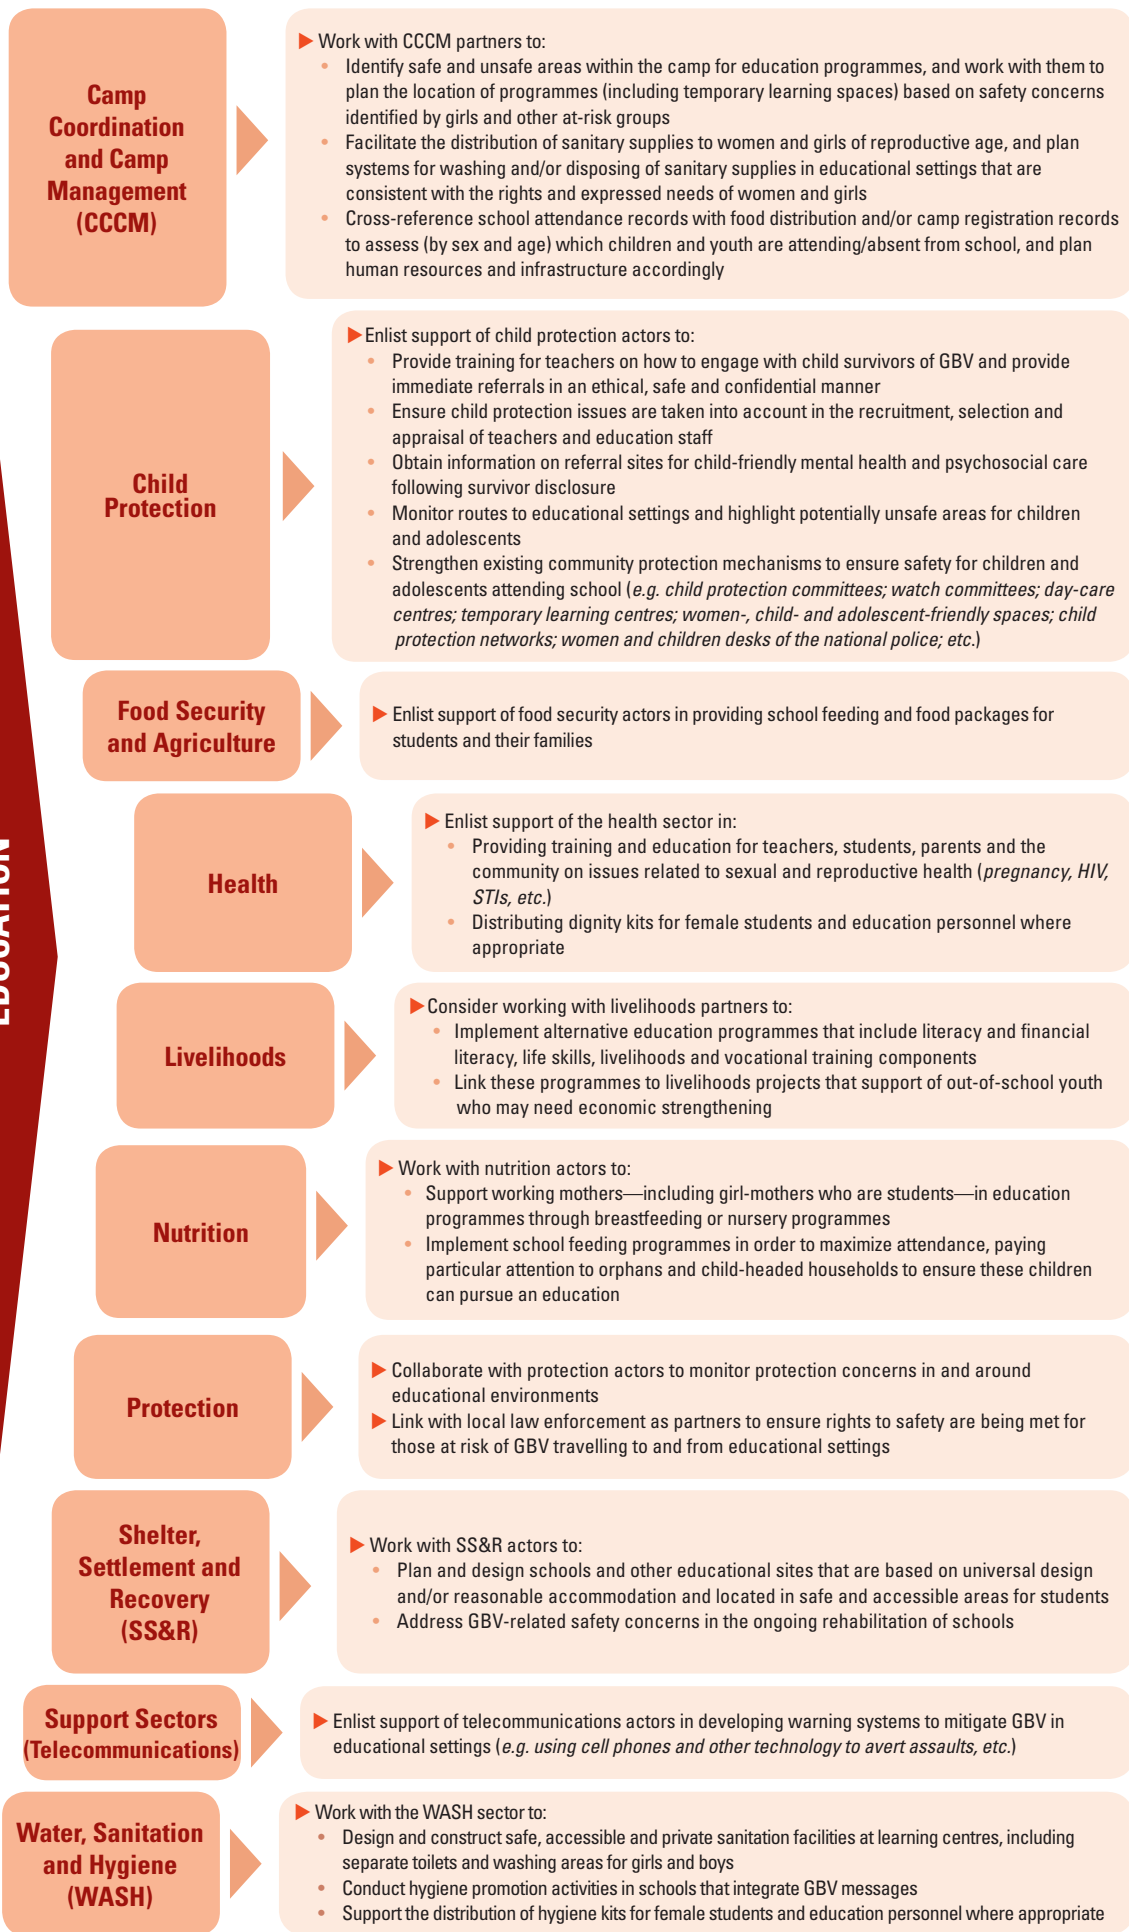 EDUCATION
Camp
Coordination
and Camp
Management
(CCCM)
▶ Work with CCCM partners to:
• Identify safe and unsafe areas within the camp for education programmes, and work with them to
plan the location of programmes (including temporary learning spaces) based on safety concerns
identified by girls and other at-risk groups
• Facilitate the distribution of sanitary supplies to women and girls of reproductive age, and plan
systems for washing and/or disposing of sanitary supplies in educational settings that are
consistent with the rights and expressed needs of women and girls
• Cross-reference school attendance records with food distribution and/or camp registration records
to assess (by sex and age) which children and youth are attending/absent from school, and plan
human resources and infrastructure accordingly
Child
Protection
▶ Enlist support of child protection actors to:
• Provide training for teachers on how to engage with child survivors of GBV and provide
immediate referrals in an ethical, safe and confidential manner
• Ensure child protection issues are taken into account in the recruitment, selection and
appraisal of teachers and education staff
• Obtain information on referral sites for child-friendly mental health and psychosocial care
following survivor disclosure
• Monitor routes to educational settings and highlight potentially unsafe areas for children
and adolescents
• Strengthen existing community protection mechanisms to ensure safety for children and
adolescents attending school (e.g. child protection committees; watch committees; day-care
centres; temporary learning centres; women-, child- and adolescent-friendly spaces; child
protection networks; women and children desks of the national police; etc.)
Food Security
and Agriculture
▶ Enlist support of food security actors in providing school feeding and food packages for
students and their families
Health
▶ Enlist support of the health sector in:
• Providing training and education for teachers, students, parents and the
community on issues related to sexual and reproductive health (pregnancy, HIV,
STIs, etc.)
• Distributing dignity kits for female students and education personnel where
appropriate
Livelihoods
▶ Consider working with livelihoods partners to:
• Implement alternative education programmes that include literacy and financial
literacy, life skills, livelihoods and vocational training components
• Link these programmes to livelihoods projects that support of out-of-school youth
who may need economic strengthening
Nutrition
▶ Work with nutrition actors to:
• Support working mothers—including girl-mothers who are students—in education
programmes through breastfeeding or nursery programmes
• Implement school feeding programmes in order to maximize attendance, paying
particular attention to orphans and child-headed households to ensure these children
can pursue an education
Protection
▶ Collaborate with protection actors to monitor protection concerns in and around
educational environments
▶ Link with local law enforcement as partners to ensure rights to safety are being met for
those at risk of GBV travelling to and from educational settings
Shelter,
Settlement and
Recovery
(SS&R)
▶ Work with SS&R actors to:
• Plan and design schools and other educational sites that are based on universal design
and/or reasonable accommodation and located in safe and accessible areas for students
• Address GBV-related safety concerns in the ongoing rehabilitation of schools
Support Sectors
(Telecommunications)
▶ Enlist support of telecommunications actors in developing warning systems to mitigate GBV in
educational settings (e.g. using cell phones and other technology to avert assaults, etc.)
Water, Sanitation
and Hygiene
(WASH)
▶ Work with the WASH sector to:
• Design and construct safe, accessible and private sanitation facilities at learning centres, including
separate toilets and washing areas for girls and boys
• Conduct hygiene promotion activities in schools that integrate GBV messages
• Support the distribution of hygiene kits for female students and education personnel where appropriate